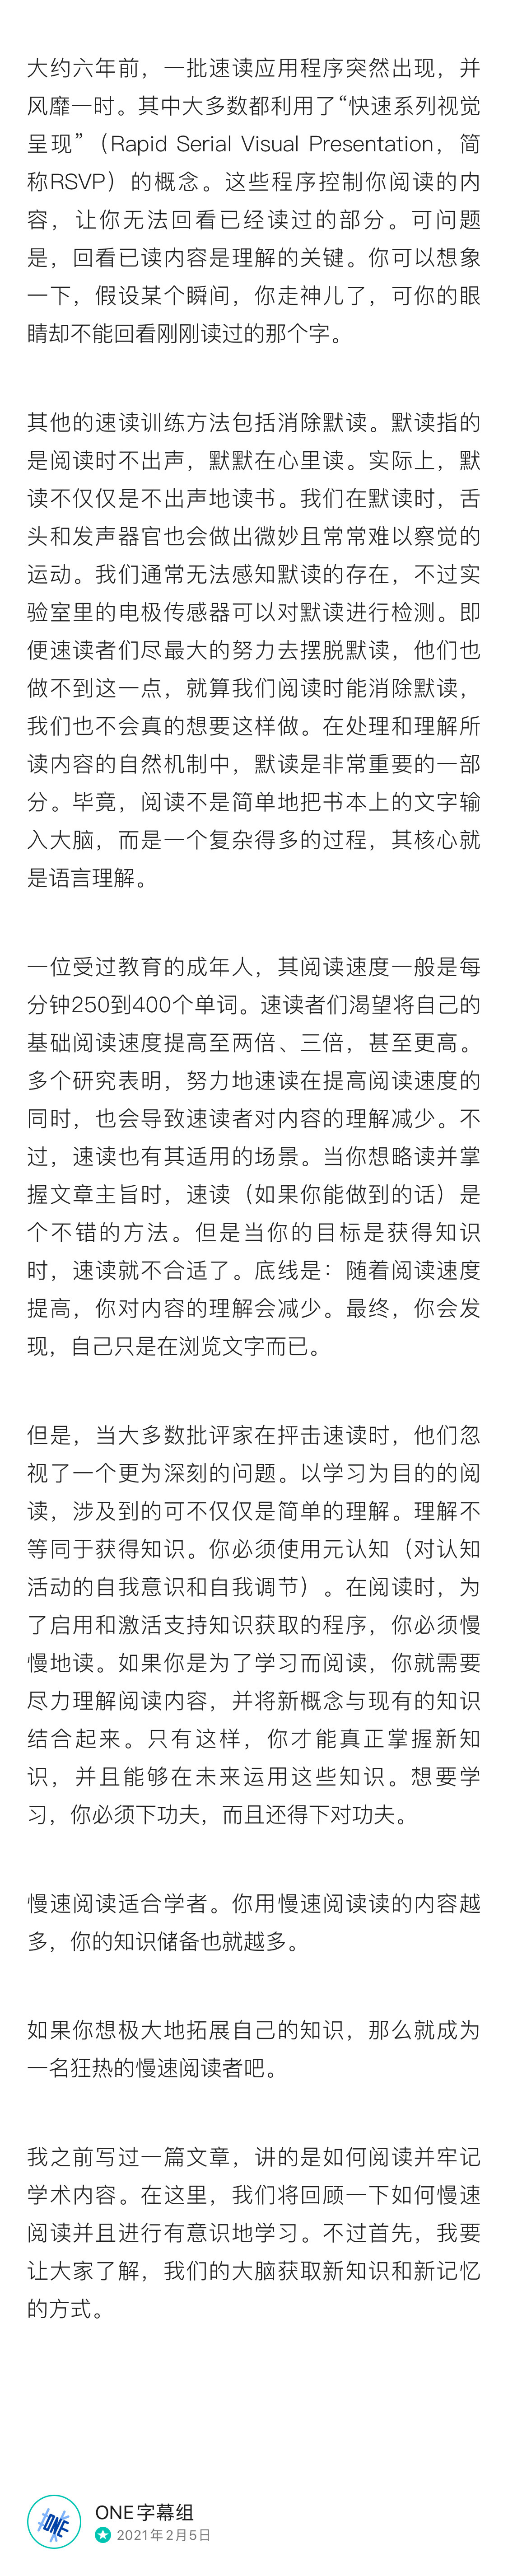 大约六年前，一批速读应用程序突然出现，并
风靡一时。其中大多数都利用了“快速系列视觉
呈现”（Rapid Serial Visual Presentation，简
称RSVP）的概念。这些程序控制你阅读的内
容，让你无法回看已经读过的部分。可问题
是，回看已读内容是理解的关键。你可以想象
一下，假设某个瞬间，你走神儿了，可你的眼
睛却不能回看刚刚读过的那个字。
其他的速读训练方法包括消除默读。默读指的
是阅读时不出声，默默在心里读。实际上，默
读不仅仅是不出声地读书。我们在默读时，舌
头和发声器官也会做出微妙且常常难以察觉的
运动。我们通常无法感知默读的存在，不过实
验室里的电极传感器可以对默读进行检测。即
便速读者们尽最大的努力去摆脱默读，他们也
做不到这一点，就算我们阅读时能消除默读，
我们也不会真的想要这样做。在处理和理解所
读内容的自然机制中，默读是非常重要的一部
分。毕竟，阅读不是简单地把书本上的文字输
入大脑，而是一个复杂得多的过程，其核心就
是语言理解。
一位受过教育的成年人，其阅读速度一般是每
分钟250到400个单词。速读者们渴望将自己的
基础阅读速度提高至两倍、三倍，甚至更高。
多个研究表明，努力地速读在提高阅读速度的
同时，也会导致速读者对内容的理解减少。不
过，速读也有其适用的场景。当你想略读并掌
握文章主旨时，速读（如果你能做到的话）是
个不错的方法。但是当你的目标是获得知识
时，速读就不合适了。底线是：随着阅读速度
提高，你对内容的理解会减少。最终，你会发
现，自己只是在浏览文字而已。
但是，当大多数批评家在抨击速读时，他们忽
视了一个更为深刻的问题。以学习为目的的阅
读，涉及到的可不仅仅是简单的理解。理解不
等同于获得知识。你必须使用元认知（对认知
活动的自我意识和自我调节）。在阅读时，为
了启用和激活支持知识获取的程序，你必须慢
慢地读。如果你是为了学习而阅读，你就需要
尽力理解阅读内容，并将新概念与现有的知识
结合起来。只有这样，你才能真正掌握新知
识，并且能够在未来运用这些知识。想要学
习，你必须下功夫，而且还得下对功夫。
慢速阅读适合学者。你用慢速阅读读的内容越
多，你的知识储备也就越多。
如果你想极大地拓展自己的知识，那么就成为
一名狂热的慢速阅读者吧。
我之前写过一篇文章，讲的是如何阅读并牢记
学术内容。在这里，我们将回顾一下如何慢速
阅读并且进行有意识地学习。不过首先，我要
让大家了解，我们的大脑获取新知识和新记忆
的方式。
ONE
ONE字幕组
2021年2月5日